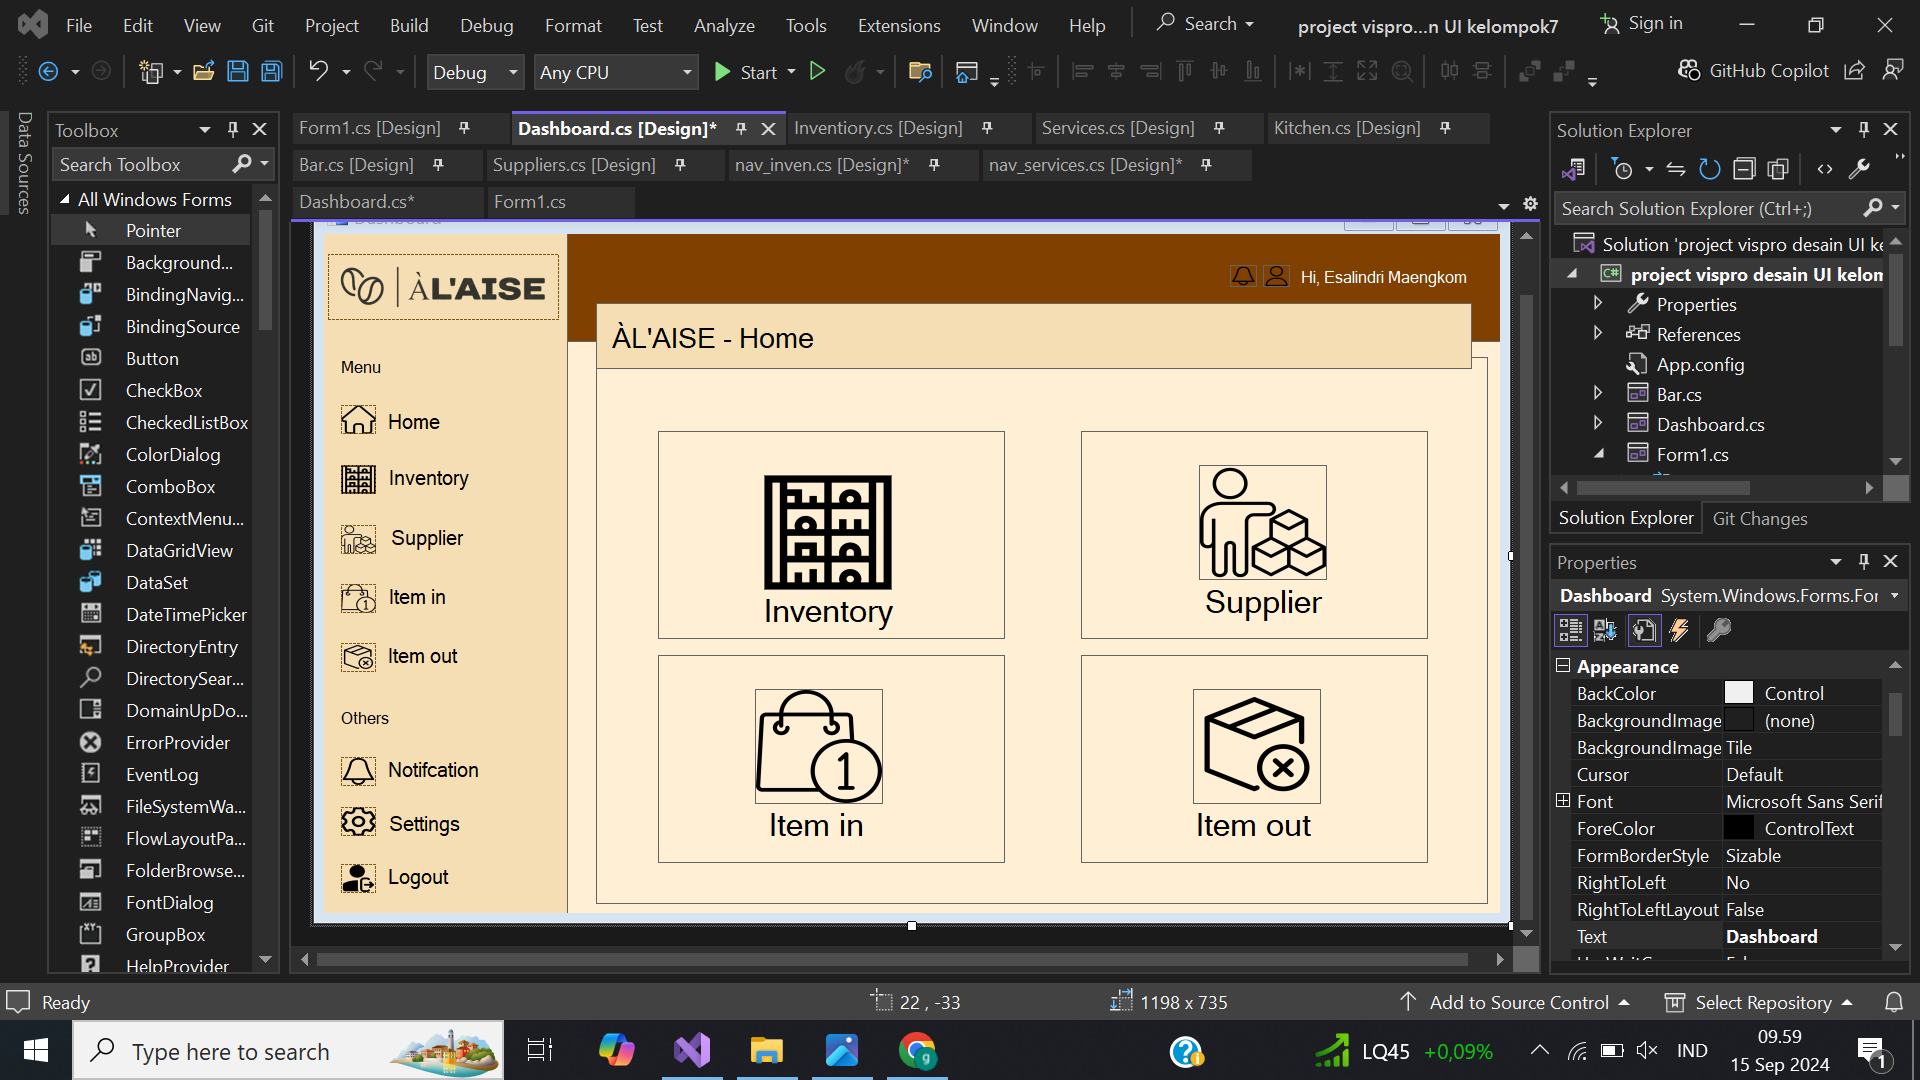 File Edit View Git Project Build Debug Format Test Analyze Tools Extensions Window Help Search project vispro...n UI kelompok7 Sign in
Debug Any CPU Start GitHub Copilot
Data Sources
Toolbox
Search Toolbox
All Windows Forms
Pointer
Background...
BindingNavig...
BindingSource
Button
CheckBox
CheckedListBox
ColorDialog
ComboBox
ContextMenu...
DataGridView
DataSet
DateTimePicker
DirectoryEntry
DirectorySear...
DomainUpDo...
ErrorProvider
EventLog
FileSystemWa...
FlowLayoutPa...
FolderBrowse...
FontDialog
GroupBox
HelpProvider
Form1.cs [Design] Dashboard.cs [Design]* Inventiory.cs [Design] Services.cs [Design] Kitchen.cs [Design]
Bar.cs [Design] Suppliers.cs [Design] nav_inven.cs [Design]* nav_services.cs [Design]*
Dashboard.cs* Form1.cs
Dashboard
ÀL'AISE
Menu
Home
Inventory
Supplier
Item in
Item out
Others
Notifcation
Settings
Logout
Hi, Esalindri Maengkom
ÀL'AISE - Home
Inventory
Supplier
1
Item in
Item out
Solution Explorer
Search Solution Explorer (Ctrl+;)
Solution 'project vispro desain UI ke
C# project vispro desain UI kelom
Properties
References
App.config
Bar.cs
Dashboard.cs
Form1.cs
Solution Explorer Git Changes
Properties
Dashboard System.Windows.Forms.For
Appearance
BackColor Control
BackgroundImage (none)
BackgroundImage Tile
Cursor Default
Font Microsoft Sans Serif
ForeColor ControlText
FormBorderStyle Sizable
RightToLeft No
RightToLeftLayout False
Text Dashboard
Ready 22 , -33 1198 x 735 Add to Source Control Select Repository
Type here to search LQ45 +0,09% IND
09.59
15 Sep 2024
1